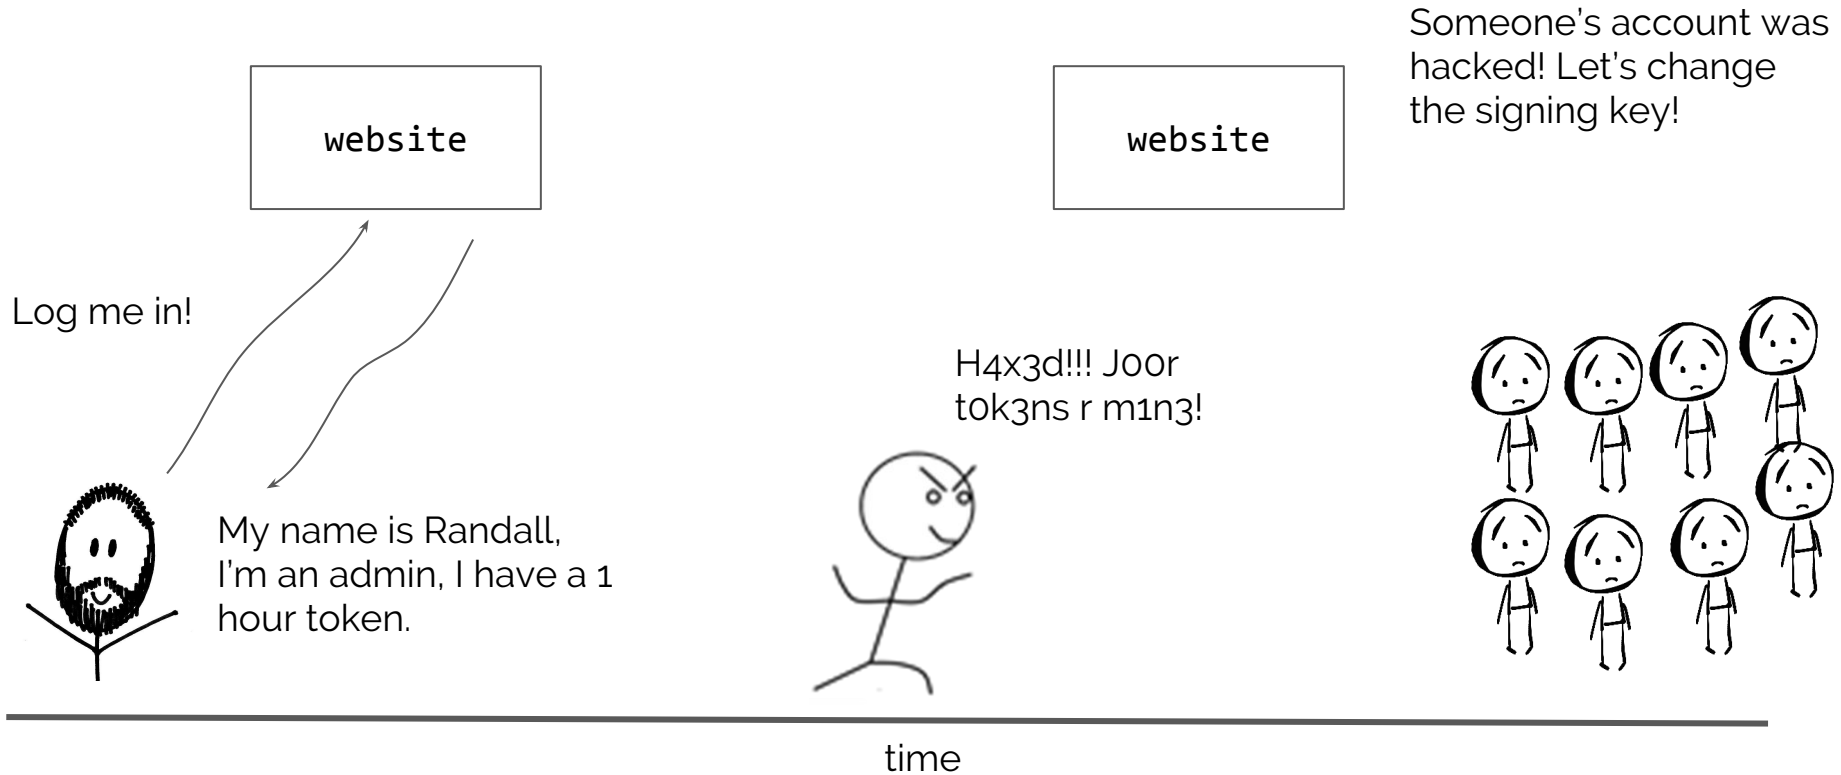 Someone’s account was
hacked! Let’s change
the signing key!
website
website
Log me in!
H4x3d!!! J00r
t0k3ns r m1n3!
My name is Randall,
I’m an admin, I have a 1
hour token.
time